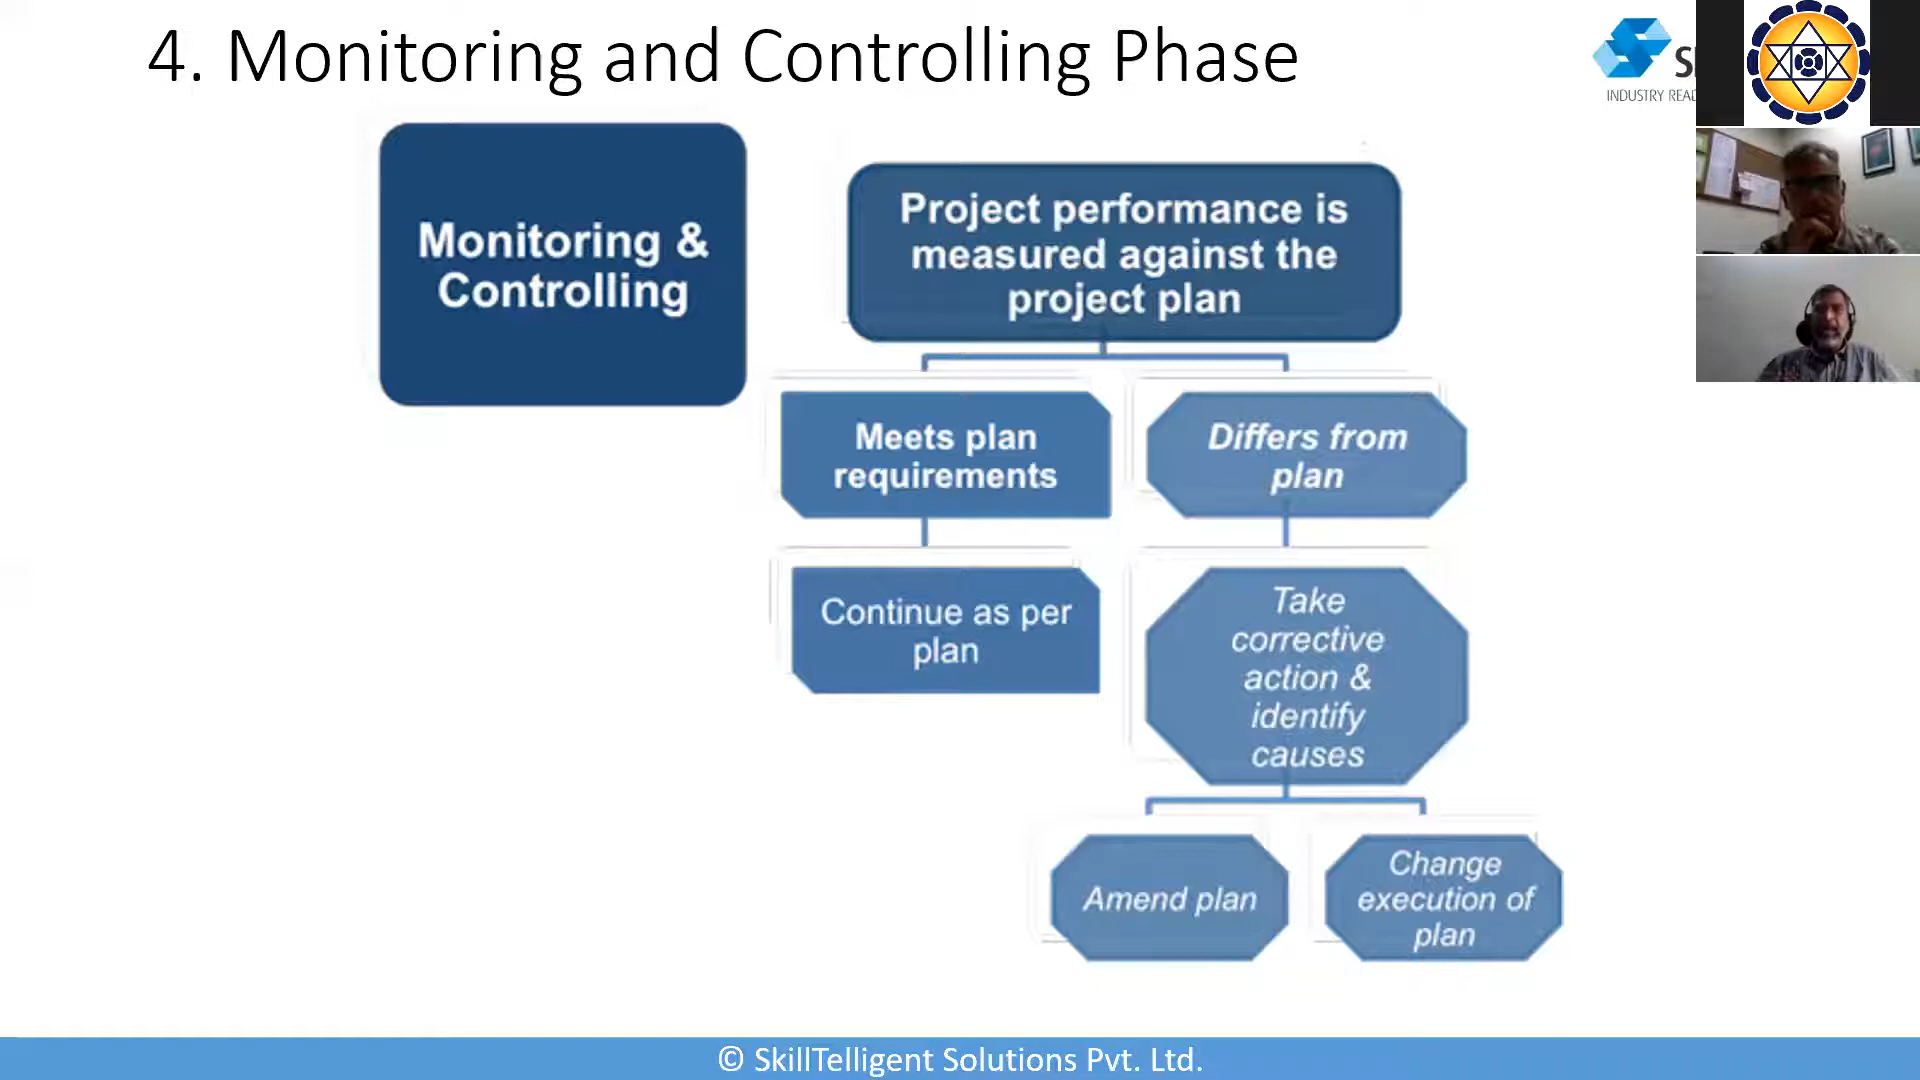 4. Monitoring and Controlling Phase
INDUSTRY
Monitoring &
Controlling
Project performance is
measured against the
project plan
Meets plan
requirements
Differs from
plan
Continue as per
plan
Take
corrective
action &
identify
causes
Amend plan
Change
execution of
plan
© SkillTelligent Solutions Pvt. Ltd.